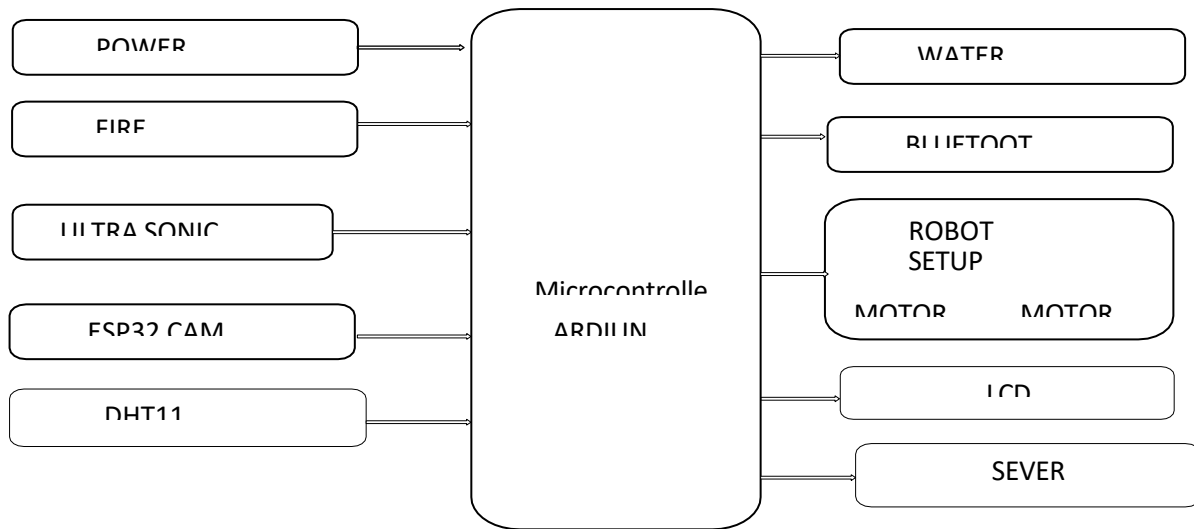 POWER
FIRE
ULTRA SONIC
ESP32 CAM
DHT11
Microcontrolle
ARDUIN
WATER
BLUETOOT
ROBOT
SETUP
MOTOR MOTOR
LCD
SEVER